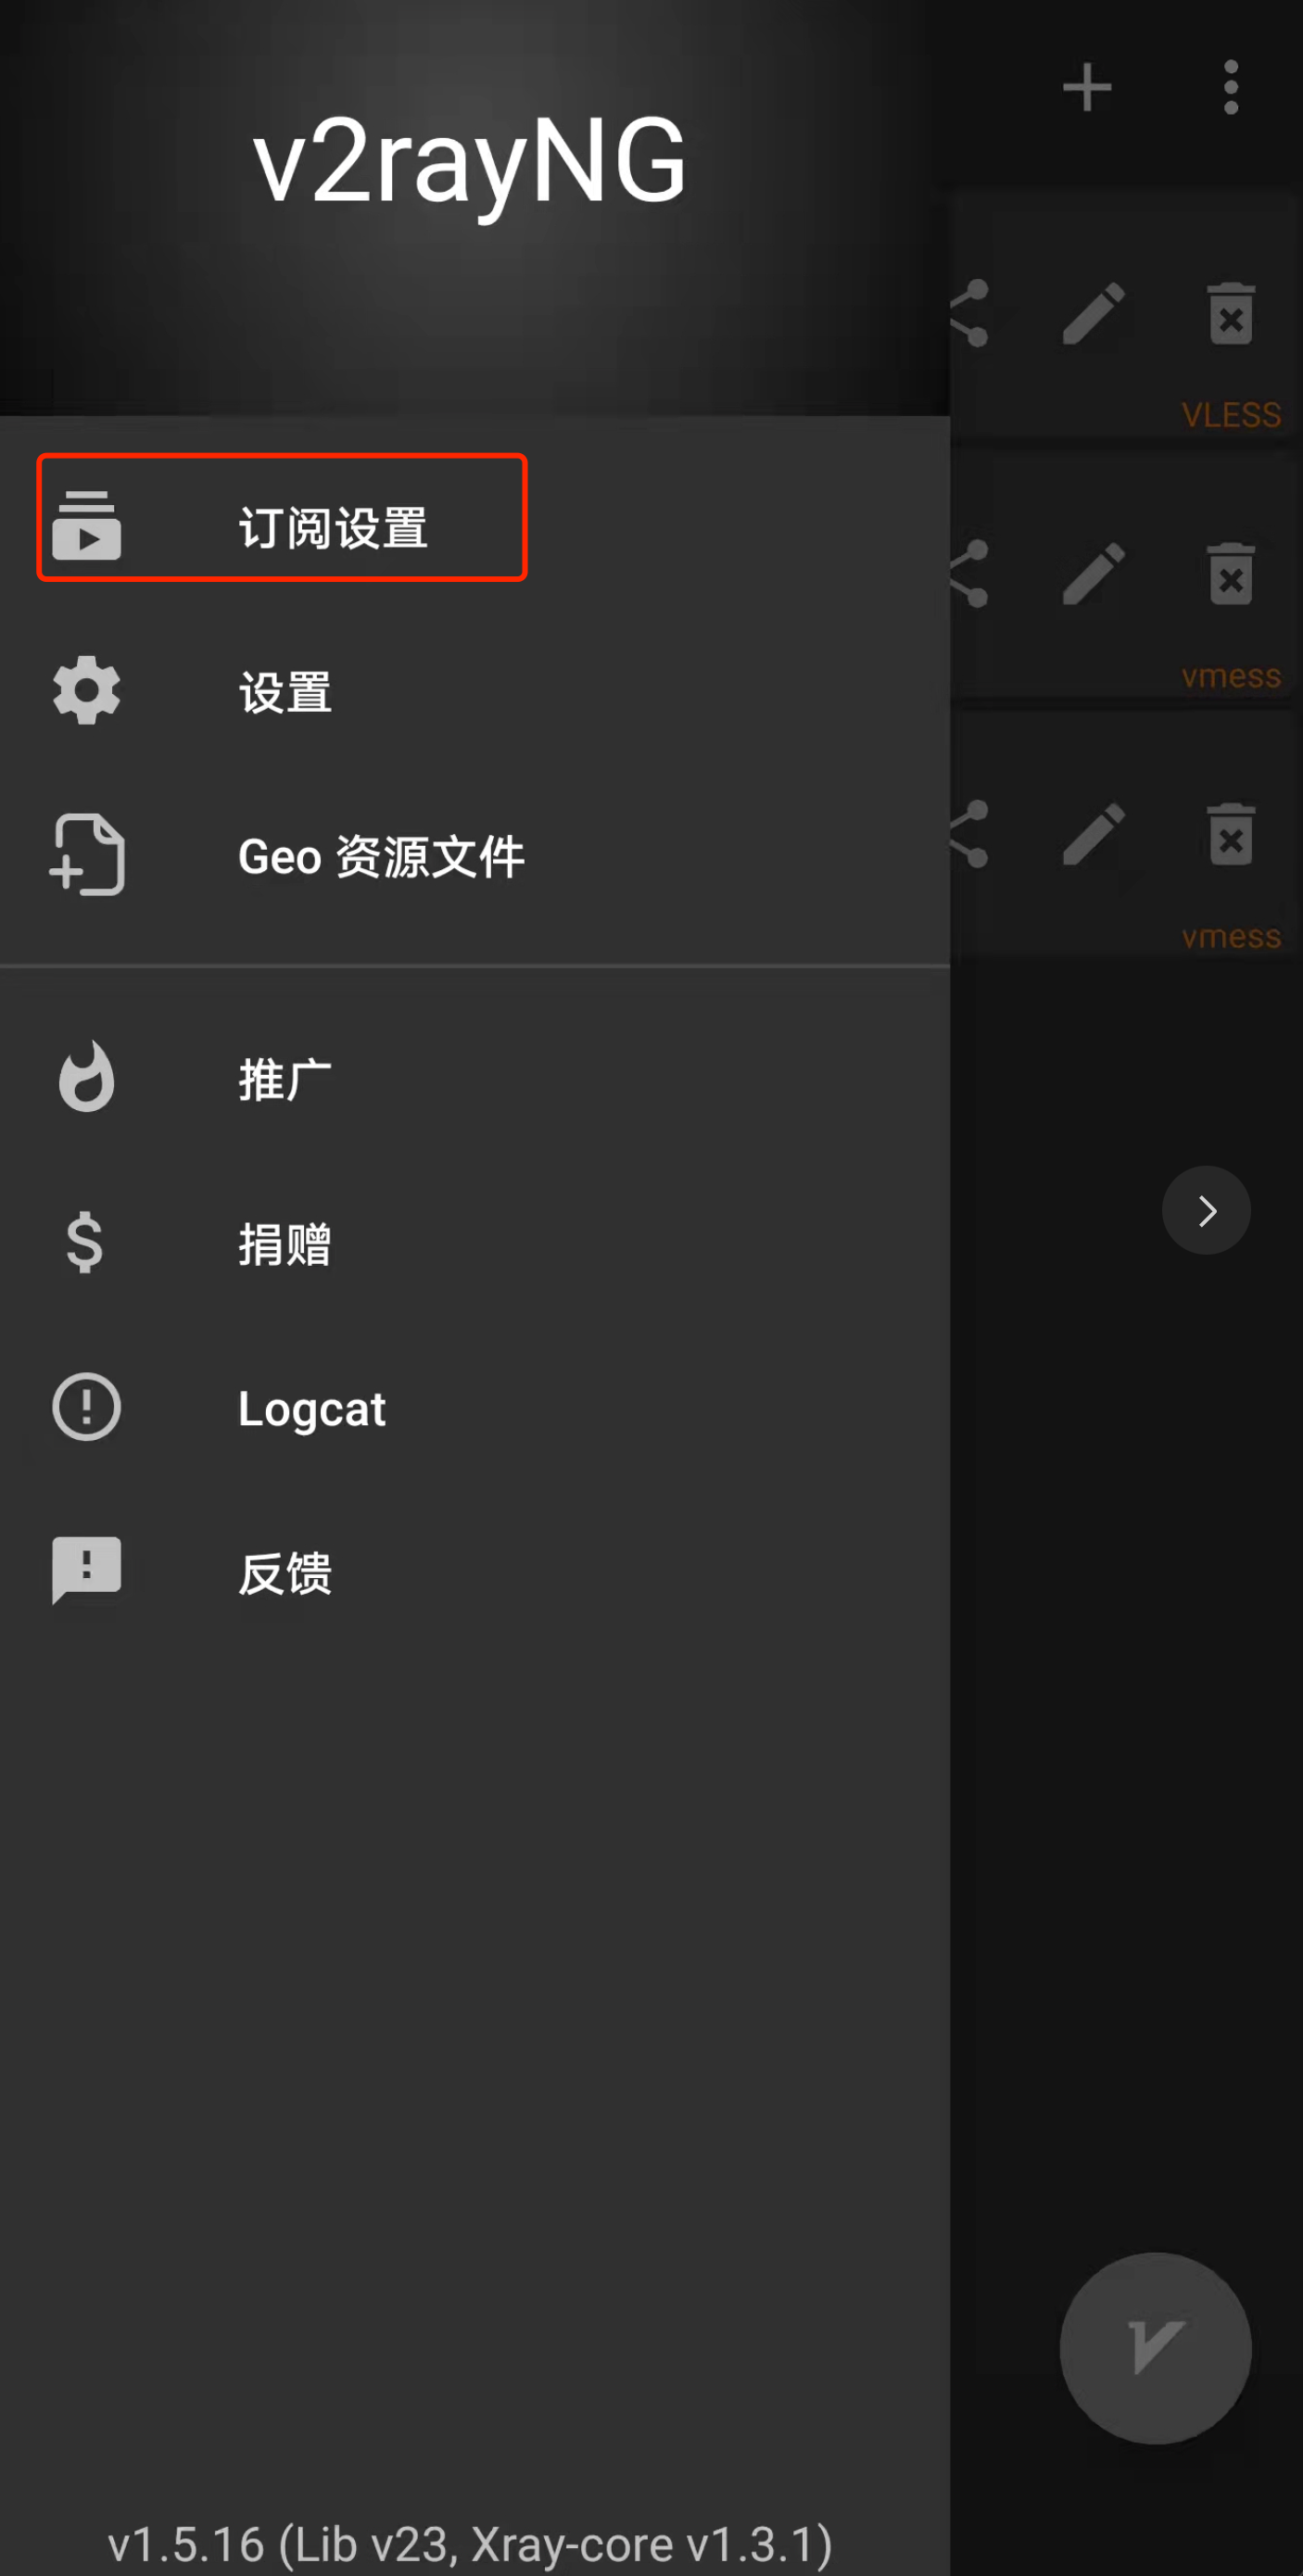 v2rayNG
VLESS
订阅设置
vmess
设置
Geo 资源文件
vmess
推广
捐赠
Logcat
反馈
v1.5.16 (Lib v23, Xray-core v1.3.1)